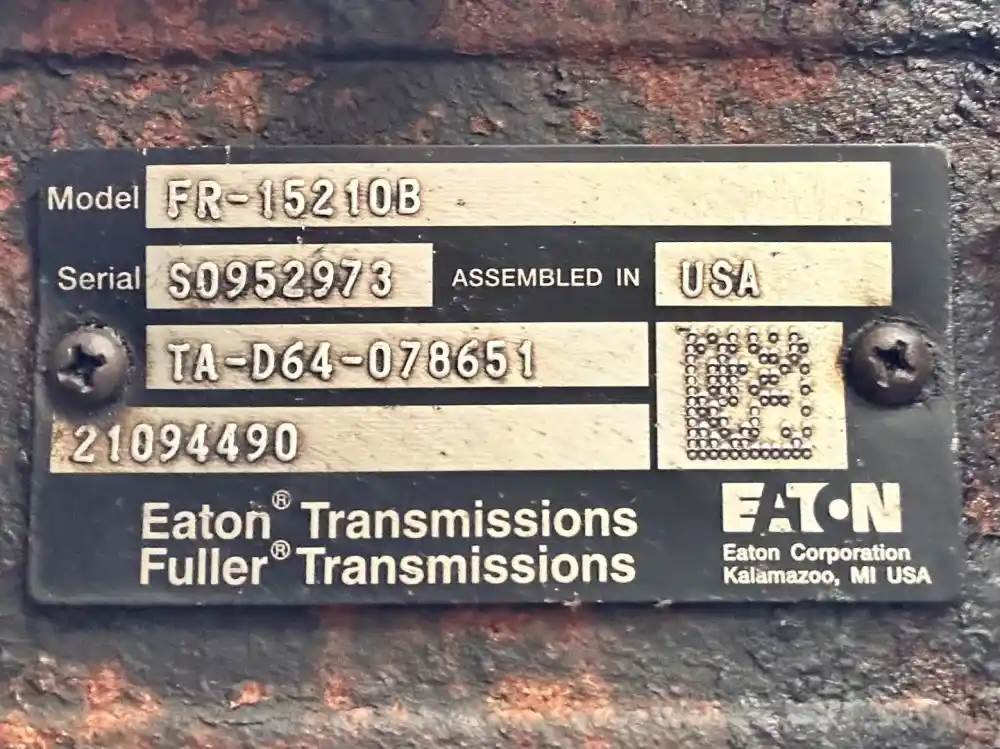 Model FR-15210B
Serial S0952973 ASSEMBLED IN USA
TA-D64-078651
21094490
Eaton® Transmissions
Fuller® Transmissions
EATON
Eaton Corporation
Kalamazoo, MI USA